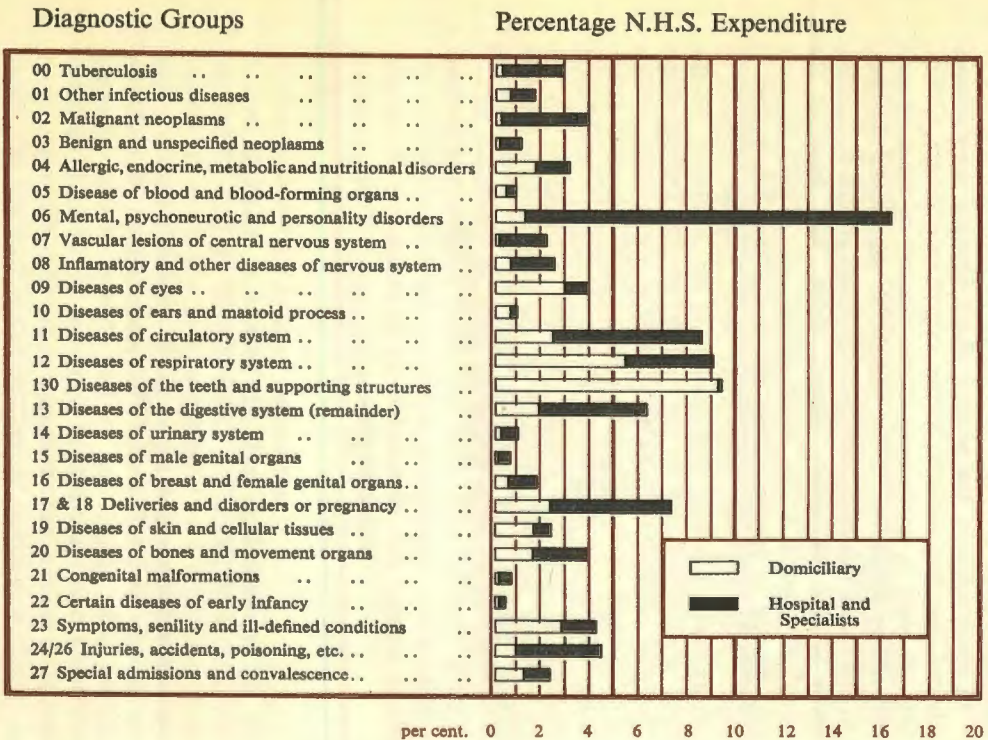 Diagnostic Groups Percentage N.H.S. Expenditure
00 Tuberculosis .. .. .. .. .. ..
01 Other infectious diseases .. .. .. ..
02 Malignant neoplasms .. .. .. .. ..
03 Benign and unspecified neoplasms .. .. ..
04 Allergic, endocrine, metabolic and nutritional disorders
05 Disease of blood and blood-forming organs .. ..
06 Mental, psychoneurotic and personality disorders ..
07 Vascular lesions of central nervous system .. ..
08 Inflamatory and other diseases of nervous system ..
09 Diseases of eyes .. .. .. .. .. ..
10 Diseases of ears and mastoid process .. .. ..
11 Diseases of circulatory system .. .. .. ..
12 Diseases of respiratory system .. .. .. ..
130 Diseases of the teeth and supporting structures ..
13 Diseases of the digestive system (remainder) ..
14 Diseases of urinary system .. .. .. ..
15 Diseases of male genital organs .. .. ..
16 Diseases of breast and female genital organs .. ..
17 & 18 Deliveries and disorders or pregnancy .. ..
19 Diseases of skin and cellular tissues .. .. ..
20 Diseases of bones and movement organs .. ..
21 Congenital malformations .. .. .. ..
22 Certain diseases of early infancy .. .. ..
23 Symptoms, senility and ill-defined conditions ..
24/26 Injuries, accidents, poisoning, etc. .. .. ..
27 Special admissions and convalescence .. .. ..
Domiciliary
Hospital and
Specialists
per cent. 0 2 4 6 8 10 12 14 16 18 20